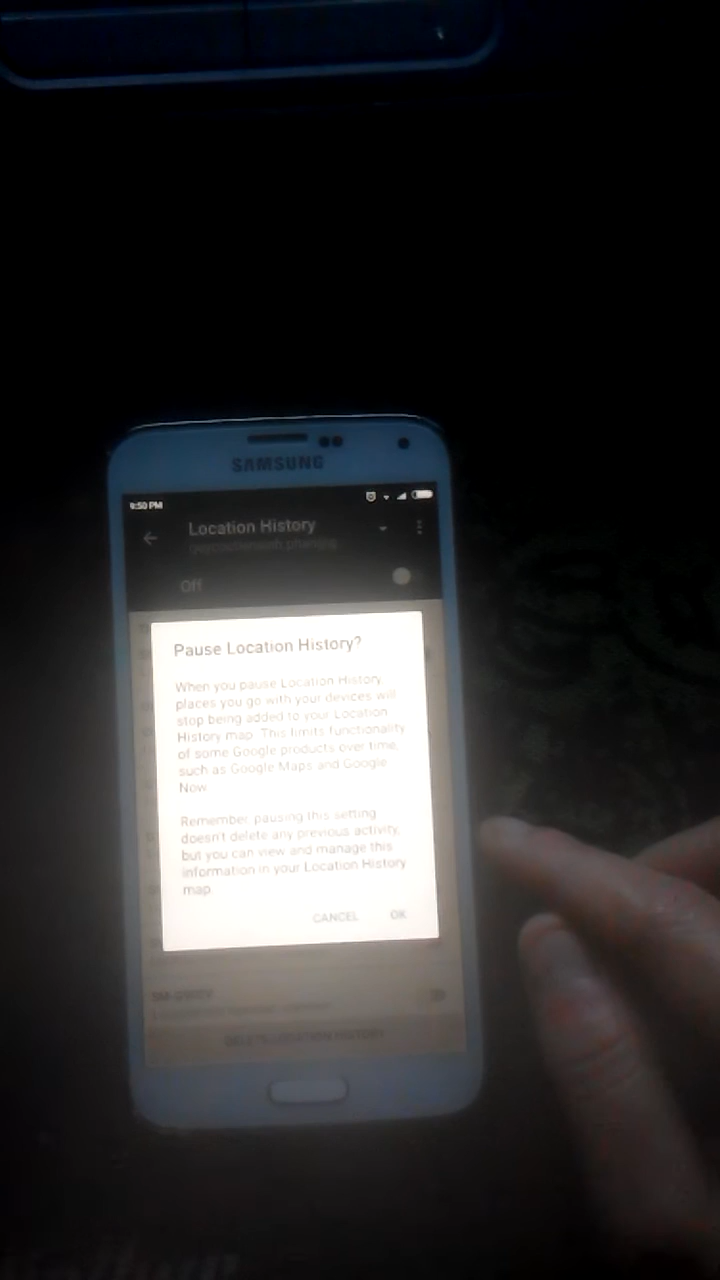 SAMSUNG
9:50 PM
Location History
Off
Pause Location History?
When you pause Location History
places you go with your devices will
stop being added to your Location
History map. This limits functionality
of some Google products over time,
such as Google Maps and Google
Now
Remember, pausing this setting
doesn't delete any previous activity,
but you can view and manage this
information in your Location History
map
CANCEL OK
DELETE LOCATION HISTORY